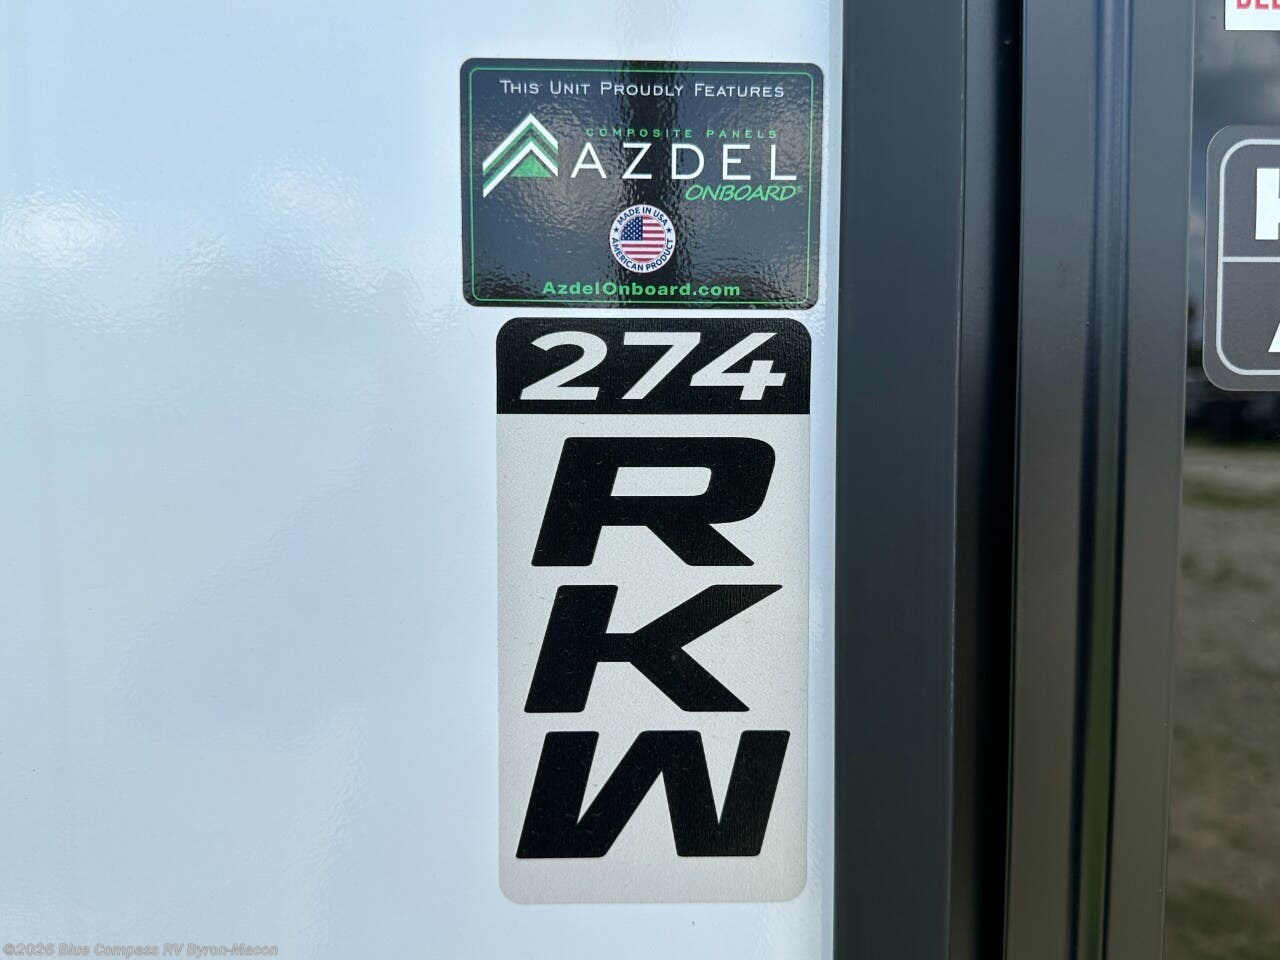 THIS UNIT PROUDLY FEATURES
COMPOSITE PANELS
AZDEL
ONBOARD®
MADE IN USA
AMERICAN PRODUCT
AzdelOnboard.com
274
R
K
W
©2026 Blue Compass RV Byron-Macon